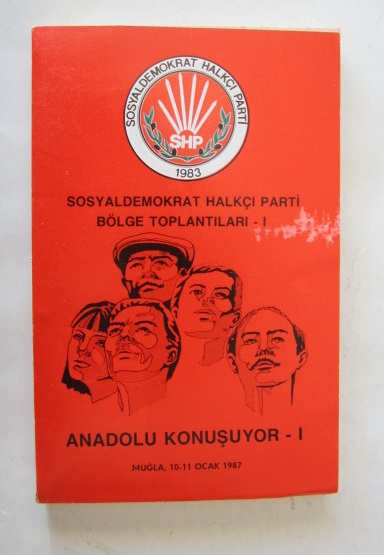 SOSYALDEMOKRAT HALKÇI PARTİ
SHP
1983
SOSYALDEMOKRAT HALKÇI PARTİ
BÖLGE TOPLANTILARI - I
ANADOLU KONUŞUYOR - I
MUĞLA, 10-11 OCAK 1987